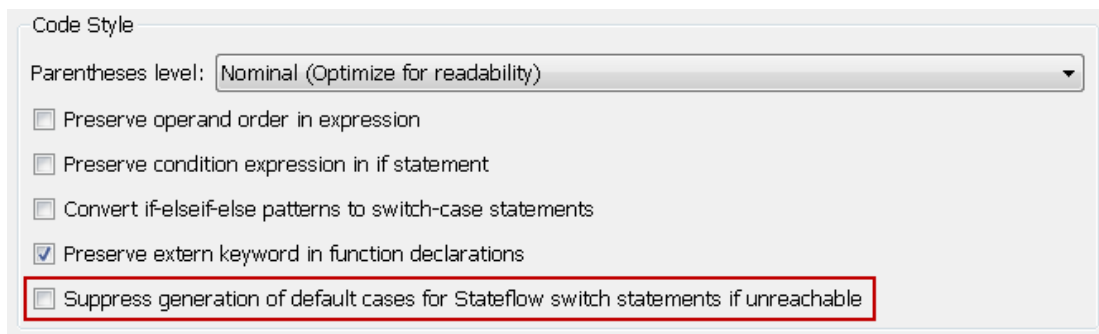 Code Style
Parentheses level: Nominal (Optimize for readability)
Preserve operand order in expression
Preserve condition expression in if statement
Convert if-elseif-else patterns to switch-case statements
Preserve extern keyword in function declarations
Suppress generation of default cases for Stateflow switch statements if unreachable